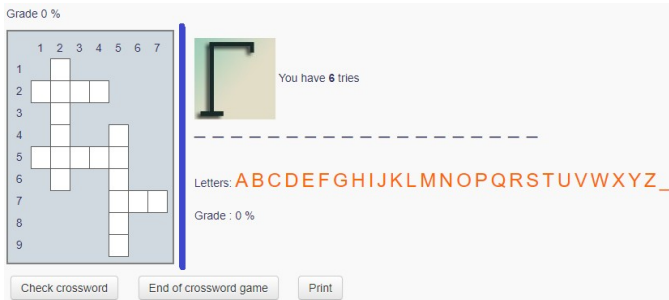 Grade 0 %
1 2 3 4 5 6 7
1
2
3
4
5
6
7
8
9
You have 6 tries
_ _ _ _ _ _ _ _ _ _ _ _ _ _ _ _ _ _
Letters: A B C D E F G H I J K L M N O P Q R S T U V W X Y Z _
Grade : 0 %
Check crossword End of crossword game Print